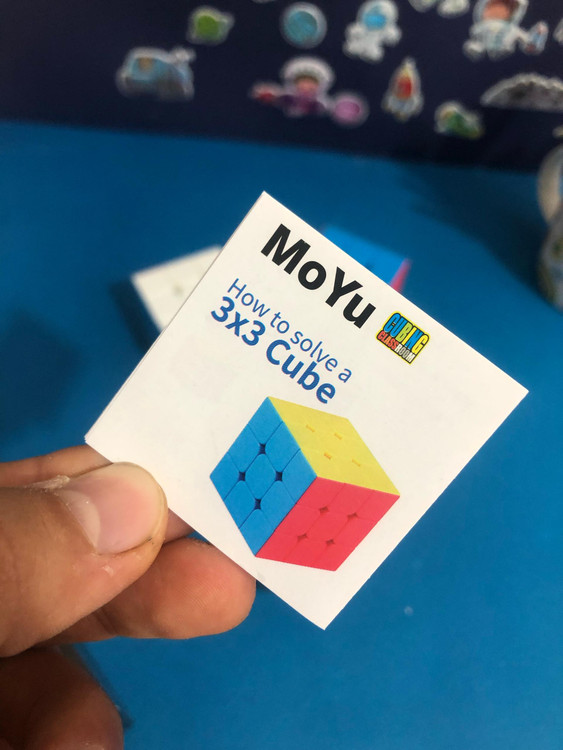 MoYu
CUBING
CLASSROOM
How to solve a
3x3 Cube